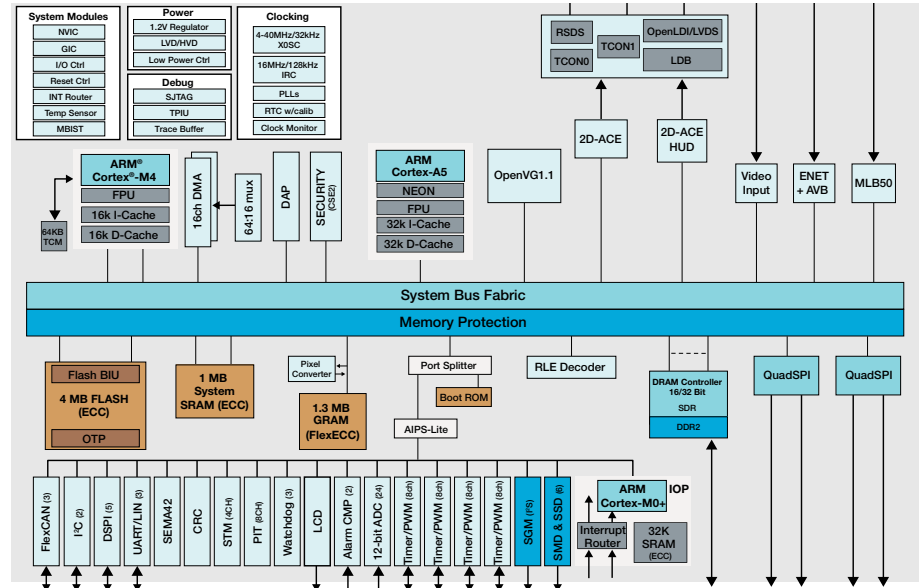 System Modules
NVIC
GIC
I/O Ctrl
Reset Ctrl
INT Router
Temp Sensor
MBIST
Power
1.2V Regulator
LVD/HVD
Low Power Ctrl
Debug
SJTAG
TPIU
Trace Buffer
Clocking
4-40MHz/32kHz
X0SC
16MHz/128kHz
IRC
PLLs
RTC w/calib
Clock Monitor
RSDS
TCON0
TCON1
OpenLDI/LVDS
LDB
ARM®
Cortex®-M4
FPU
16k I-Cache
16k D-Cache
64KB
TCM
16ch DMA
64:16 mux
DAP
SECURITY
(CSE2)
ARM
Cortex-A5
NEON
FPU
32k I-Cache
32k D-Cache
OpenVG1.1
2D-ACE
2D-ACE
HUD
Video
Input
ENET
+ AVB
MLB50
System Bus Fabric
Memory Protection
Flash BIU
4 MB FLASH
(ECC)
OTP
1 MB
System
SRAM (ECC)
Pixel
Converter
1.3 MB
GRAM
(FlexECC)
Port Splitter
Boot ROM
AIPS-Lite
RLE Decoder
DRAM Controller
16/32 Bit
SDR
DDR2
QuadSPI
QuadSPI
FlexCAN (3)
I²C (2)
DSPI (5)
UART/LIN (3)
SEMA42
CRC
STM (4CH)
PIT (8CH)
Watchdog (3)
LCD
Alarm CMP (2)
12-bit ADC (24)
Timer/PWM (8ch)
Timer/PWM (8ch)
Timer/PWM (8ch)
Timer/PWM (8ch)
SGM (I²S)
SMD & SSD (6)
ARM
Cortex-M0+
IOP
Interrupt
Router
32K
SRAM
(ECC)